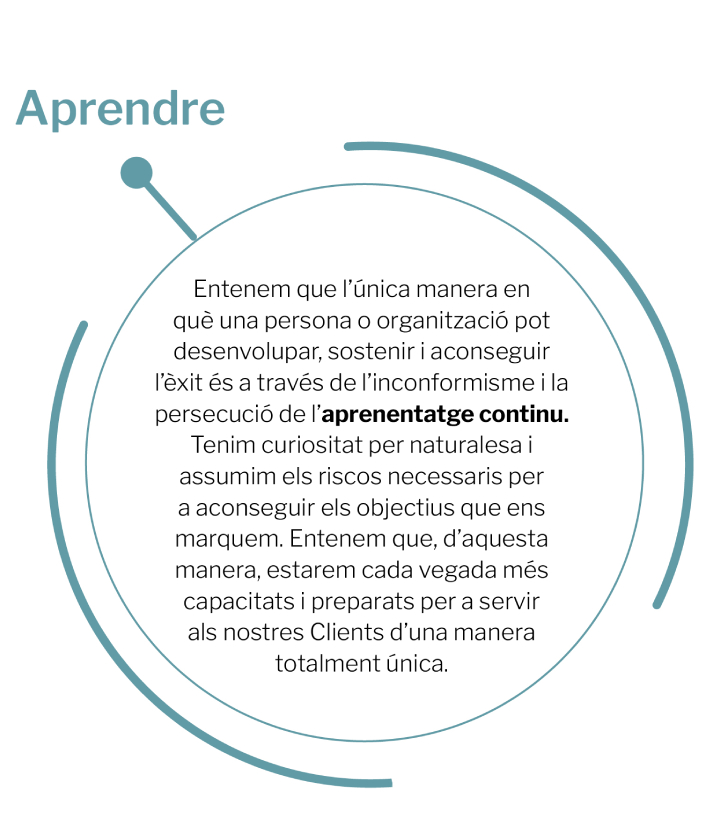 Aprendre
Entenem que l’única manera en
què una persona o organització pot
desenvolupar, sostenir i aconseguir
l’èxit és a través de l’inconformisme i la
persecució de l’aprenentatge continu.
Tenim curiositat per naturalesa i
assumim els riscos necessaris per
a aconseguir els objectius que ens
marquem. Entenem que, d’aquesta
manera, estarem cada vegada més
capacitats i preparats per a servir
als nostres Clients d’una manera
totalment única.